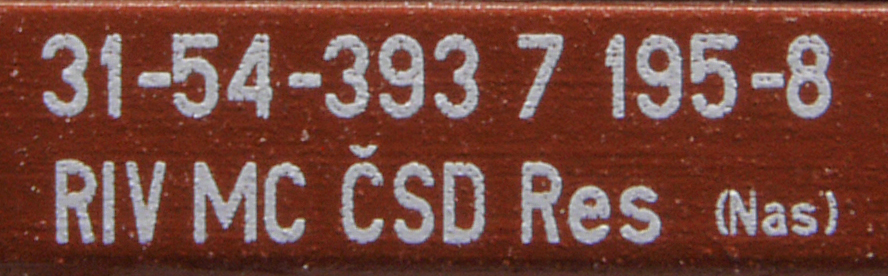 31-54-393 7 195-8
RIV MC ČSD Res (Nas)